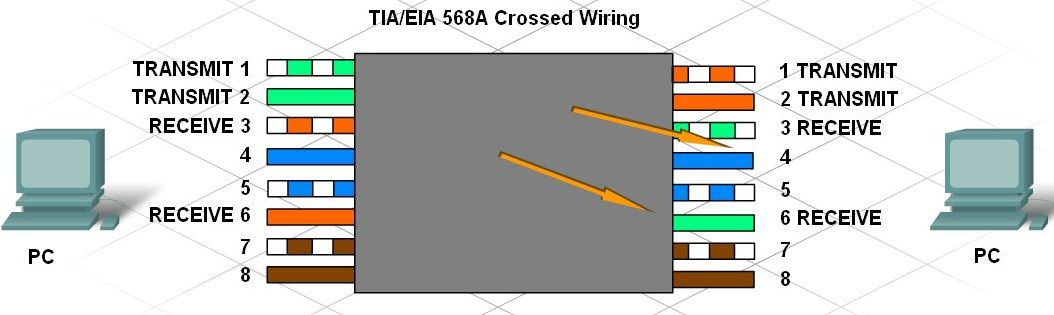 TIA/EIA 568A Crossed Wiring
TRANSMIT 1
TRANSMIT 2
RECEIVE 3
4
5
RECEIVE 6
7
8
PC
1 TRANSMIT
2 TRANSMIT
3 RECEIVE
4
5
6 RECEIVE
7
8
PC